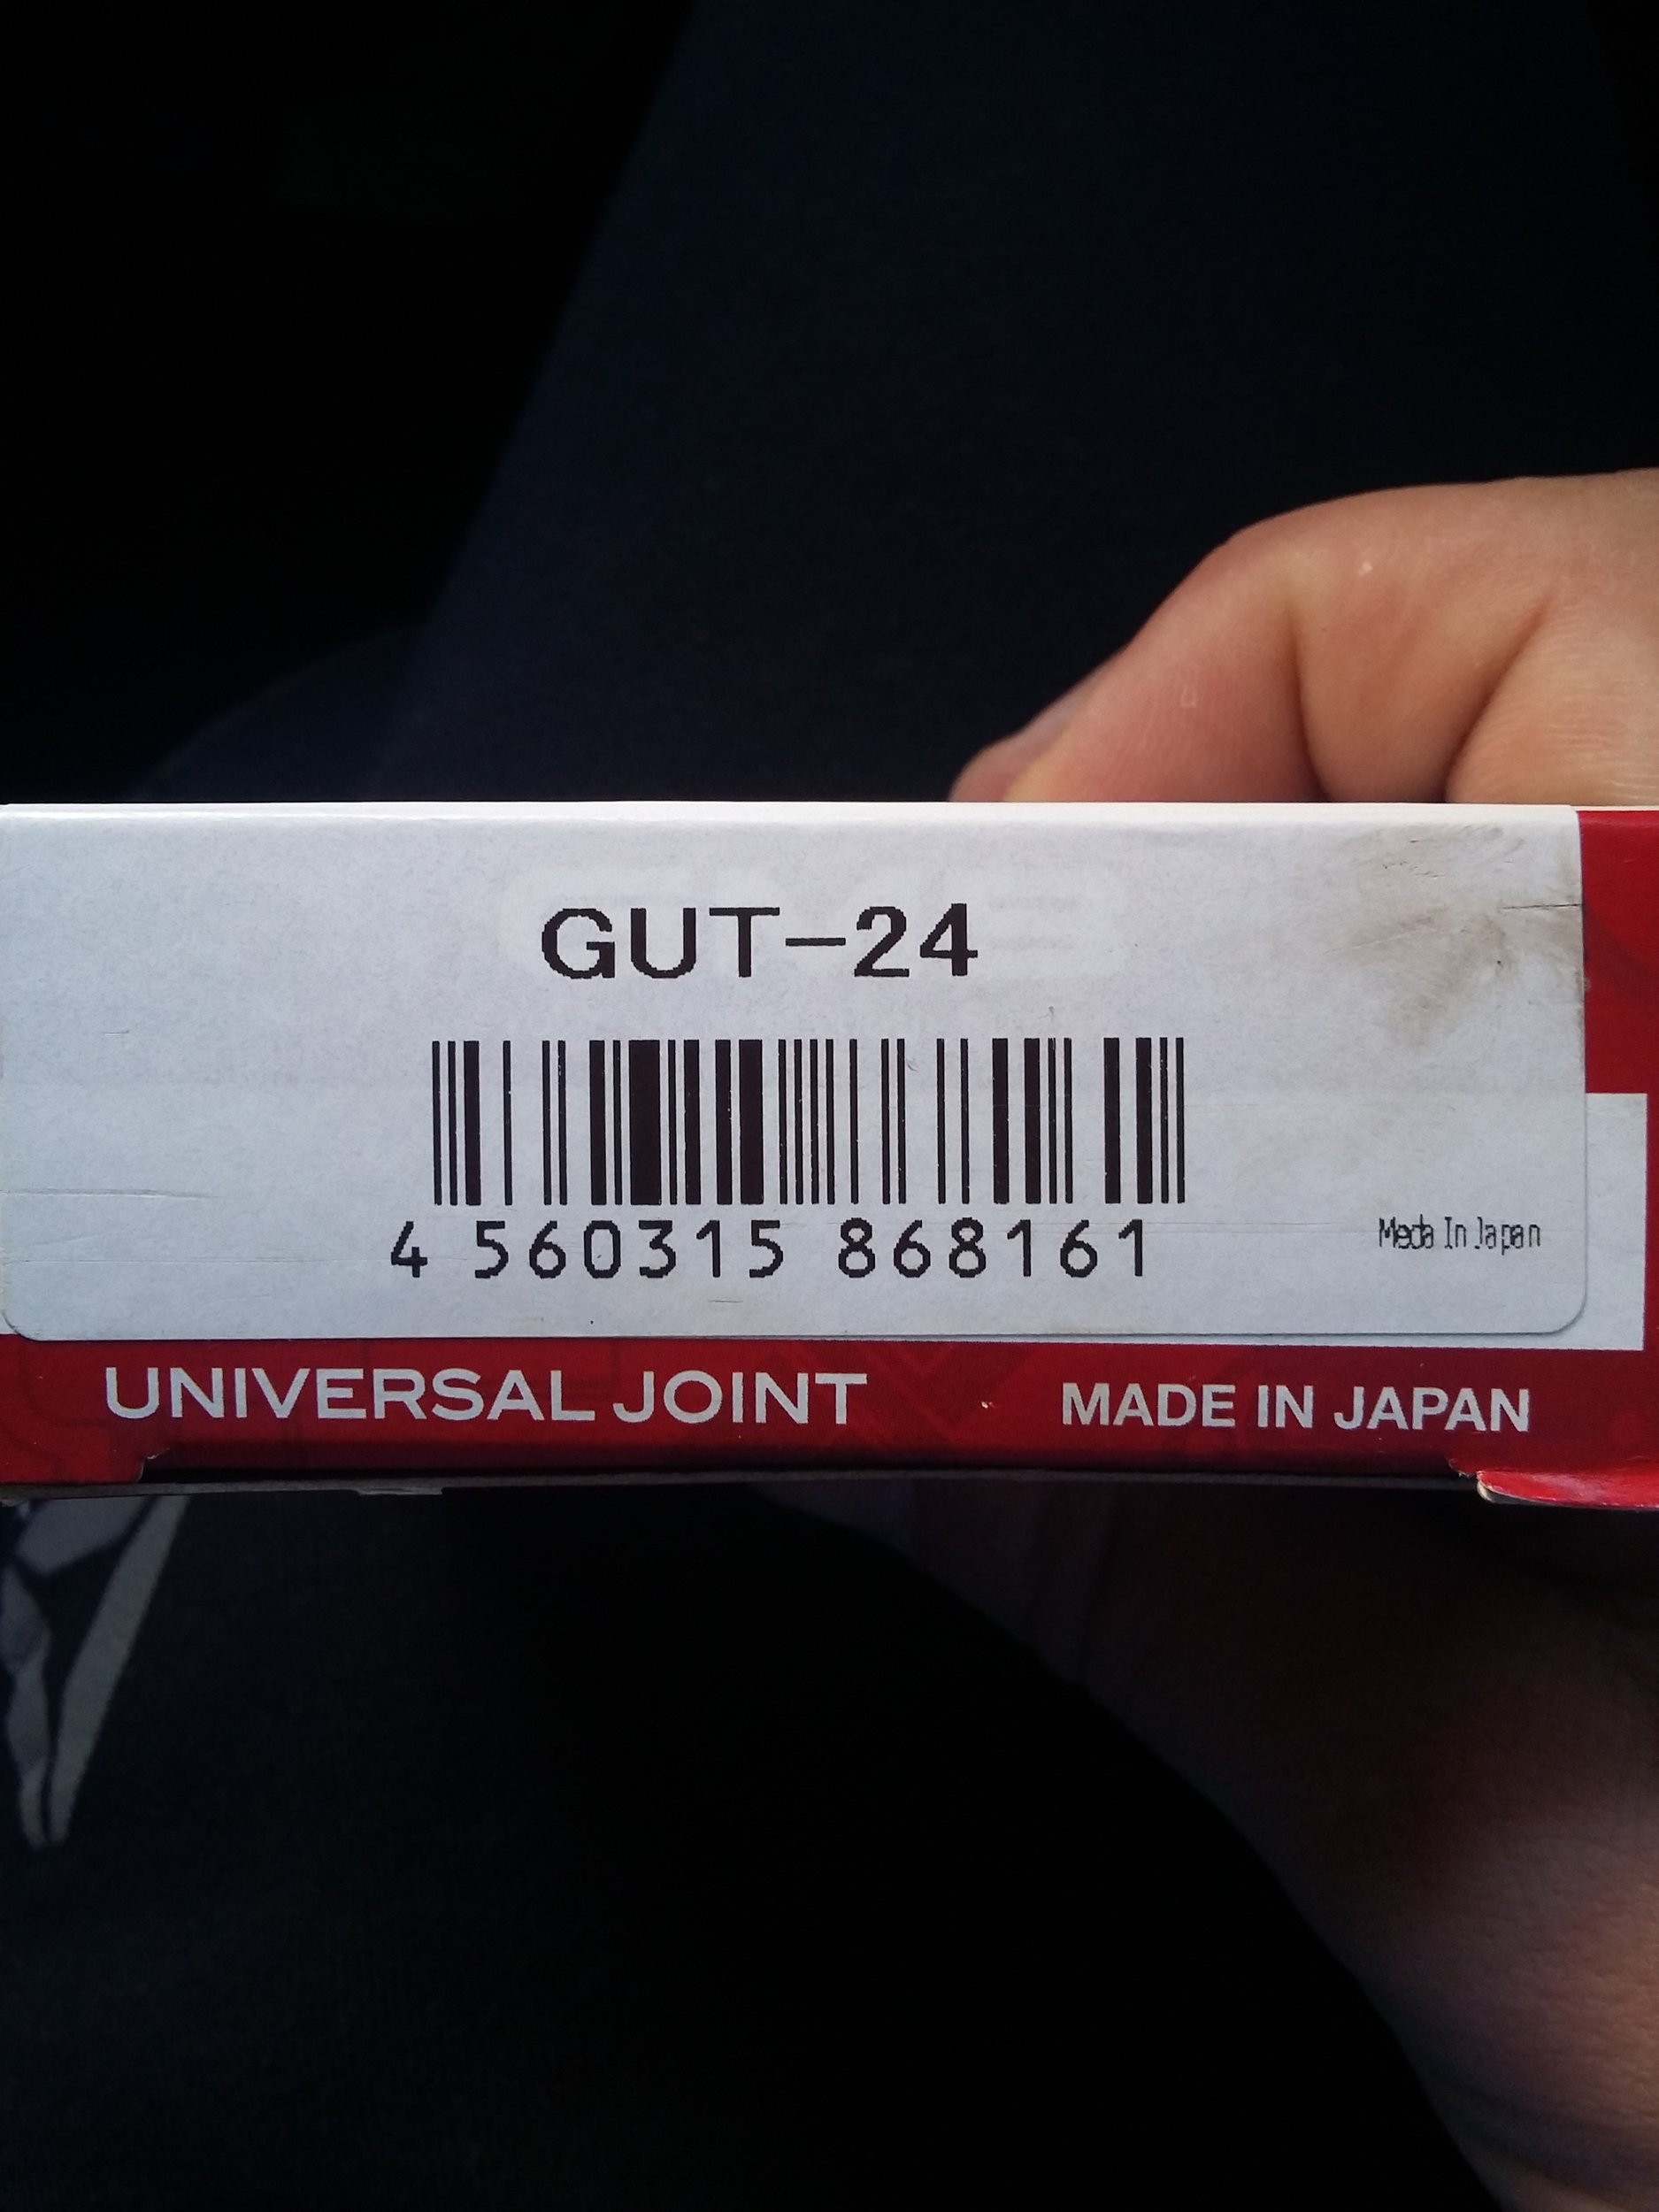 GUT-24
4 560315 868161
Meda In Japan
UNIVERSAL JOINT MADE IN JAPAN